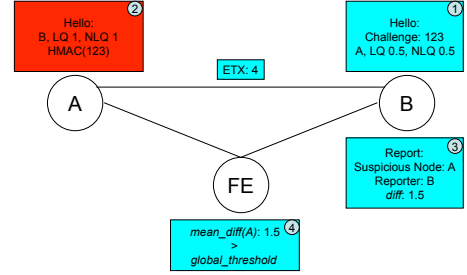 2
Hello:
B, LQ 1, NLQ 1
HMAC(123)
1
Hello:
Challenge: 123
A, LQ 0.5, NLQ 0.5
ETX: 4
A
B
3
Report:
Suspicious Node: A
Reporter: B
diff: 1.5
FE
4
mean_diff(A): 1.5
>
global_threshold